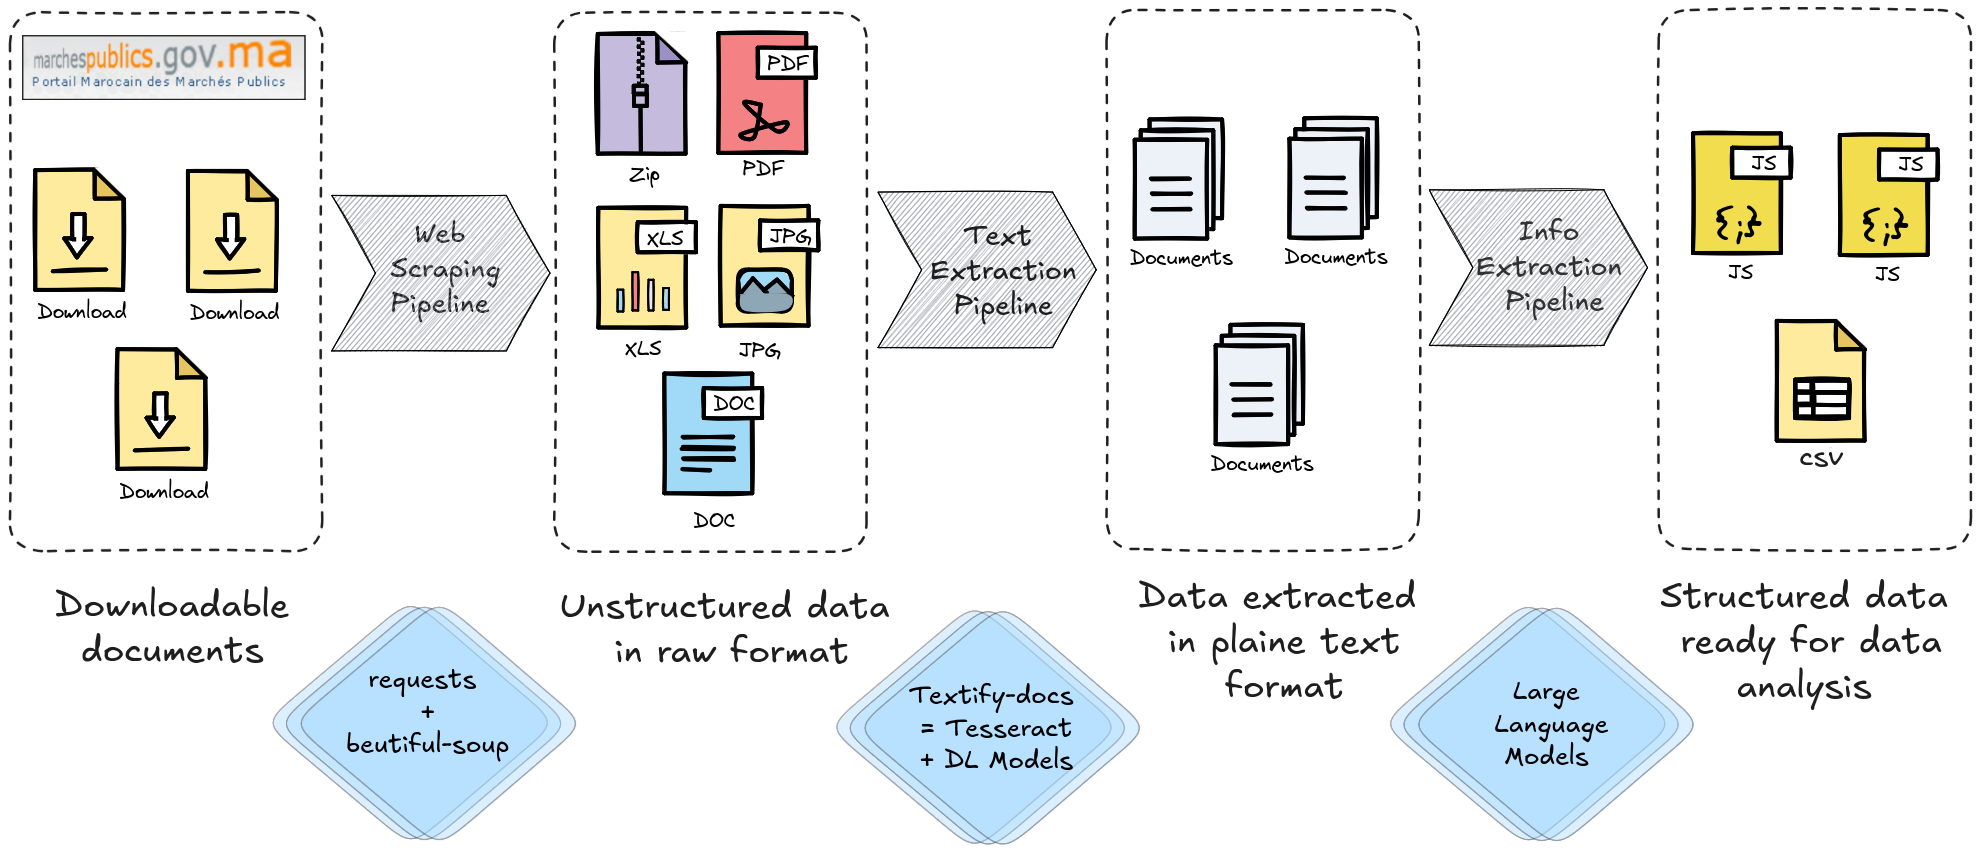 marchespublics.gov.ma
Portail Marocain des Marchés Publics
Download
Download
Download
Web
Scraping
Pipeline
Zip
PDF
PDF
XLS
XLS
JPG
JPG
DOC
DOC
Text
Extraction
Pipeline
Documents
Documents
Documents
Info
Extraction
Pipeline
JS
JS
JS
JS
CSV
Downloadable
documents
Unstructured data
in raw format
Data extracted
in plaine text
format
Structured data
ready for data
analysis
requests
+
beutiful-soup
Textify-docs
= Tesseract
+ DL Models
Large
Language
Models